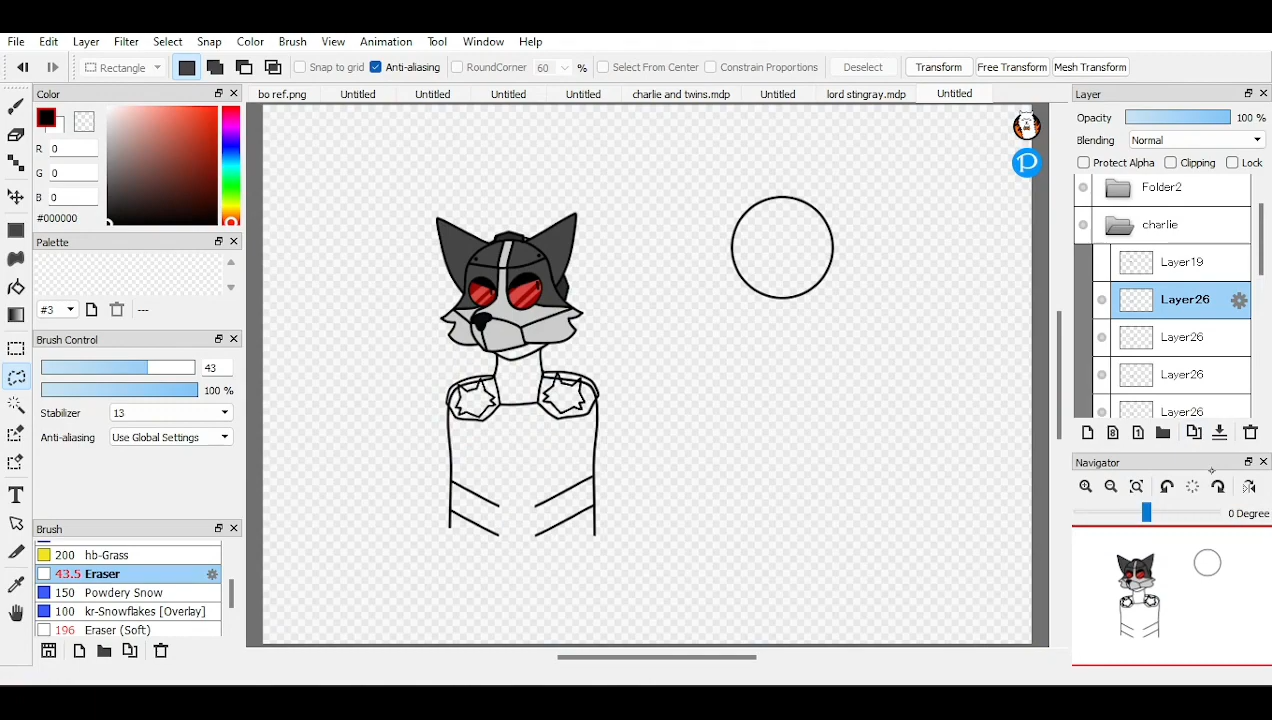 File Edit Layer Filter Select Snap Color Brush View Animation Tool Window Help
Rectangle Snap to grid Anti-aliasing RoundCorner 60 % Select From Center Constrain Proportions Deselect Transform Free Transform Mesh Transform
Color
bo ref.png Untitled Untitled Untitled Untitled charlie and twins.mdp Untitled lord stingray.mdp Untitled
R 0
G 0
B 0
#000000
Palette
#3 ---
Brush Control
43
100 %
Stabilizer 13
Anti-aliasing Use Global Settings
Brush
200 hb-Grass
43.5 Eraser
150 Powdery Snow
100 kr-Snowflakes [Overlay]
196 Eraser (Soft)
Layer
Opacity 100 %
Blending Normal
Protect Alpha Clipping Lock
Folder2
charlie
Layer19
Layer26
Layer26
Layer26
Layer26
8 1
Navigator
0 Degree